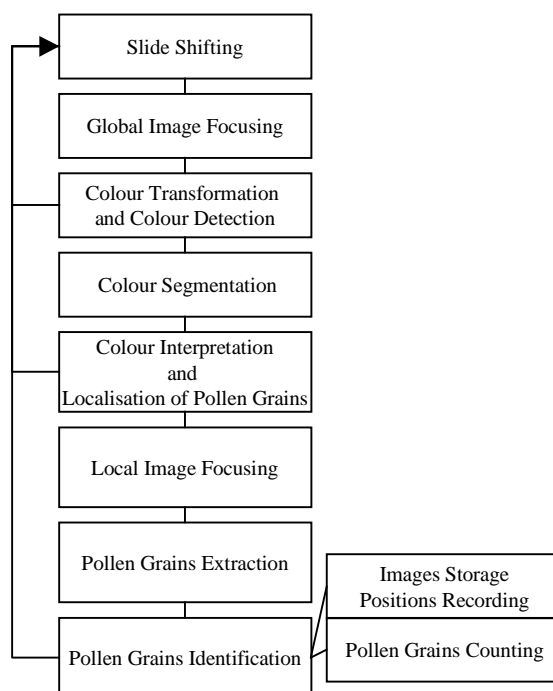 Slide Shifting
Global Image Focusing
Colour Transformation
and Colour Detection
Colour Segmentation
Colour Interpretation
and
Localisation of Pollen Grains
Local Image Focusing
Pollen Grains Extraction
Pollen Grains Identification
Images Storage
Positions Recording
Pollen Grains Counting